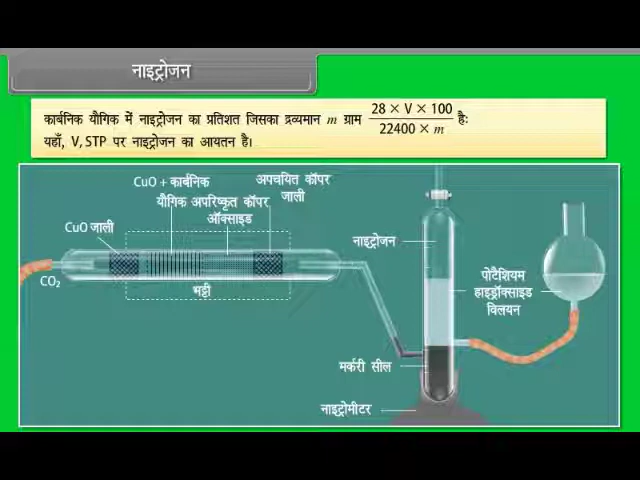 नाइट्रोजन
कार्बनिक यौगिक में नाइट्रोजन का प्रतिशत जिसका द्रव्यमान m ग्राम 28 × V × 100 / 22400 × m है:
यहाँ, V, STP पर नाइट्रोजन का आयतन है।
CuO + कार्बनिक
यौगिक अपरिष्कृत कॉपर
ऑक्साइड
अपचयित कॉपर
जाली
CuO जाली
CO₂
भट्टी
नाइट्रोजन
पोटैशियम
हाइड्रॉक्साइड
विलयन
मर्करी सील
नाइट्रोमीटर